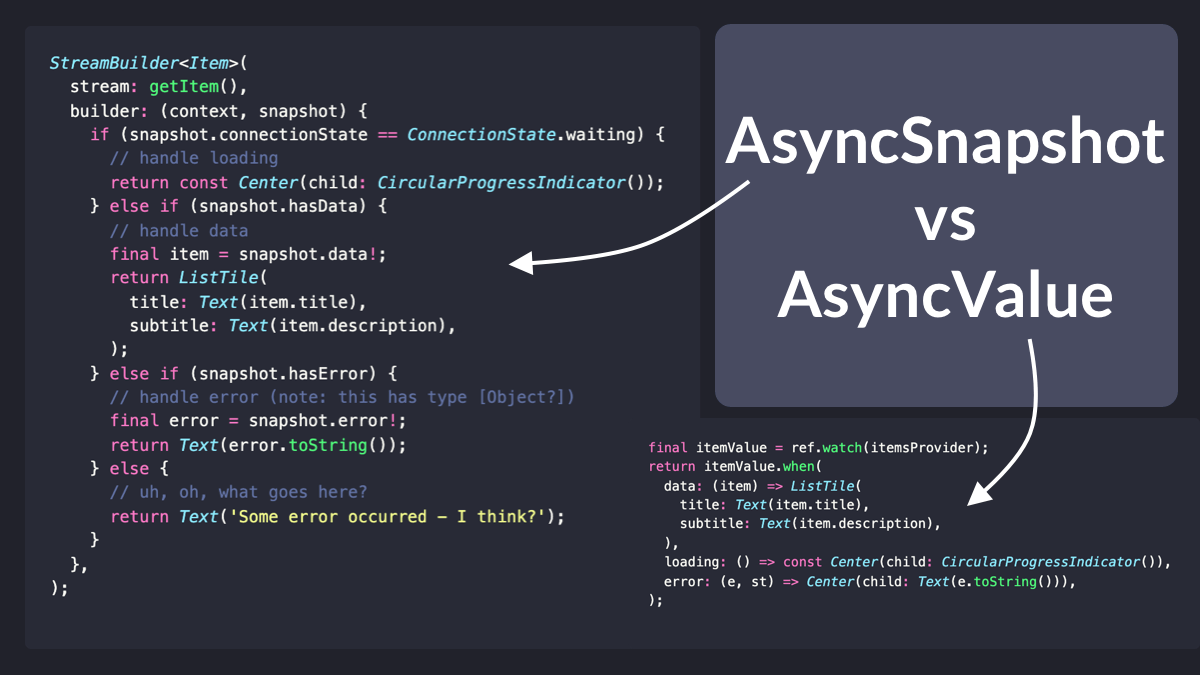 StreamBuilder<Item>(
  stream: getItem(),
  builder: (context, snapshot) {
    if (snapshot.connectionState == ConnectionState.waiting) {
      // handle loading
      return const Center(child: CircularProgressIndicator());
    } else if (snapshot.hasData) {
      // handle data
      final item = snapshot.data!;
      return ListTile(
        title: Text(item.title),
        subtitle: Text(item.description),
      );
    } else if (snapshot.hasError) {
      // handle error (note: this has type [Object?])
      final error = snapshot.error!;
      return Text(error.toString());
    } else {
      // uh, oh, what goes here?
      return Text('Some error occurred – I think?');
    }
  },
);
AsyncSnapshot
vs
AsyncValue
final itemValue = ref.watch(itemsProvider);
return itemValue.when(
  data: (item) => ListTile(
    title: Text(item.title),
    subtitle: Text(item.description),
  ),
  loading: () => const Center(child: CircularProgressIndicator()),
  error: (e, st) => Center(child: Text(e.toString())),
);